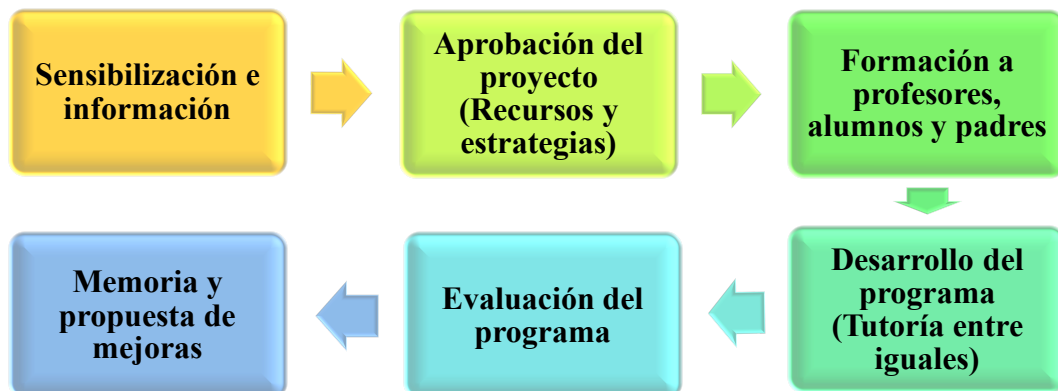 Sensibilización e
información
Aprobación del
proyecto
(Recursos y
estrategias)
Formación a
profesores,
alumnos y padres
Desarrollo del
programa
(Tutoría entre
iguales)
Evaluación del
programa
Memoria y
propuesta de
mejoras